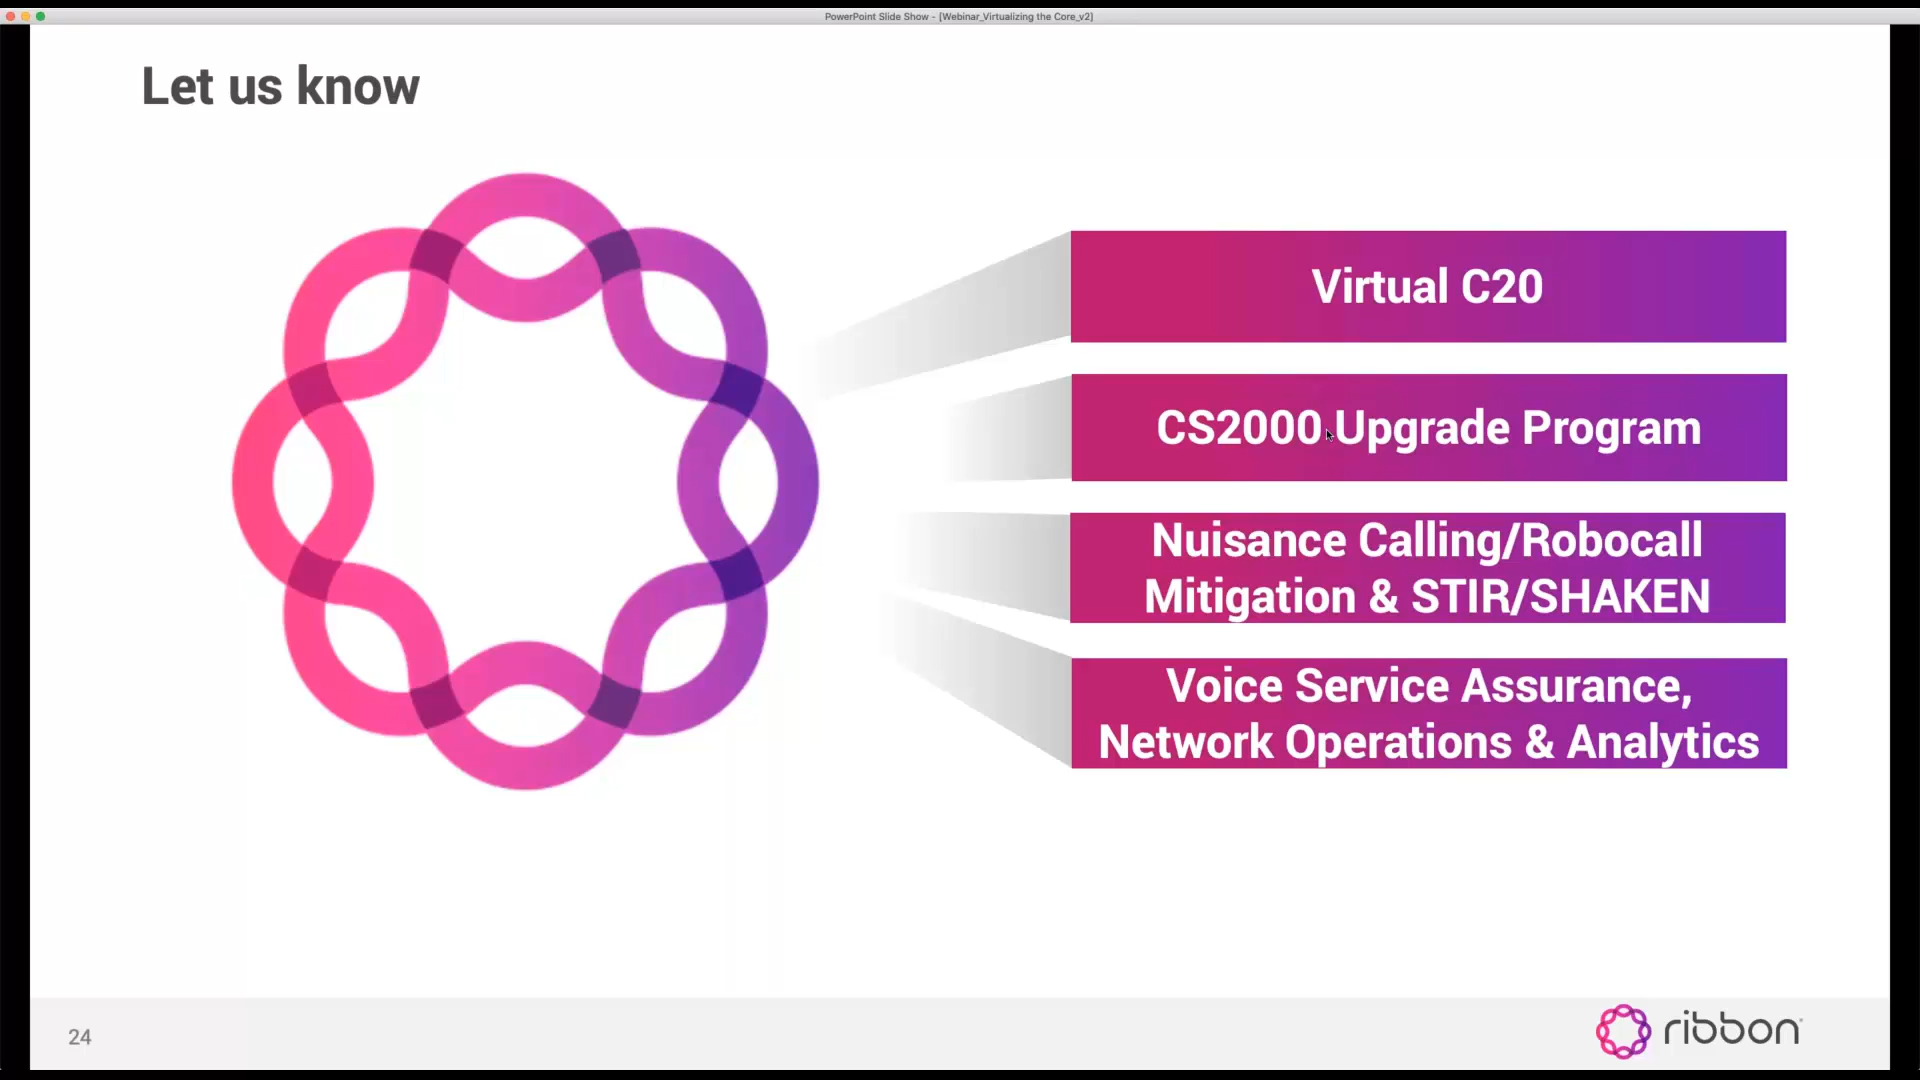 PowerPoint Slide Show - [Webinar_Virtualizing the Core_v2]
Let us know
Virtual C20
CS2000 Upgrade Program
Nuisance Calling/Robocall
Mitigation & STIR/SHAKEN
Voice Service Assurance,
Network Operations & Analytics
24
ribbon